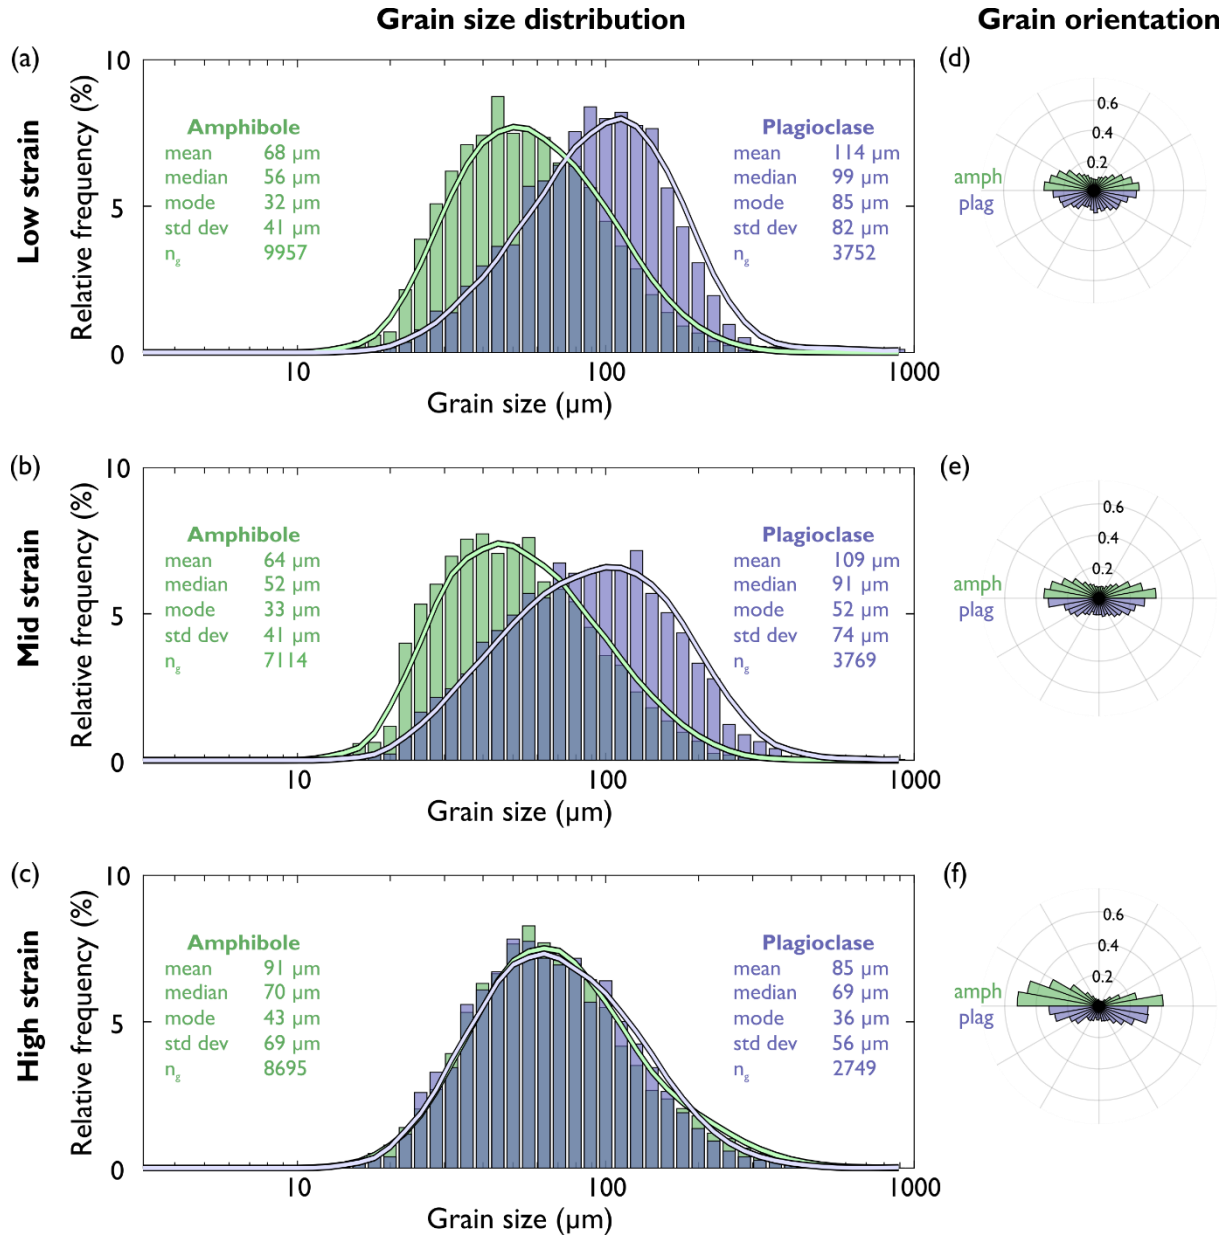 Grain size distribution
Grain orientation
(a)
Low strain
Relative frequency (%)
10
5
0
Amphibole
mean 68 µm
median 56 µm
mode 32 µm
std dev 41 µm
ng 9957
Plagioclase
mean 114 µm
median 99 µm
mode 85 µm
std dev 82 µm
ng 3752
10 100 1000
Grain size (µm)
(d)
0.6
0.4
0.2
amph
plag
(b)
Mid strain
Relative frequency (%)
10
5
0
Amphibole
mean 64 µm
median 52 µm
mode 33 µm
std dev 41 µm
ng 7114
Plagioclase
mean 109 µm
median 91 µm
mode 52 µm
std dev 74 µm
ng 3769
10 100 1000
Grain size (µm)
(e)
0.6
0.4
0.2
amph
plag
(c)
High strain
Relative frequency (%)
10
5
0
Amphibole
mean 91 µm
median 70 µm
mode 43 µm
std dev 69 µm
ng 8695
Plagioclase
mean 85 µm
median 69 µm
mode 36 µm
std dev 56 µm
ng 2749
10 100 1000
Grain size (µm)
(f)
0.6
0.4
0.2
amph
plag